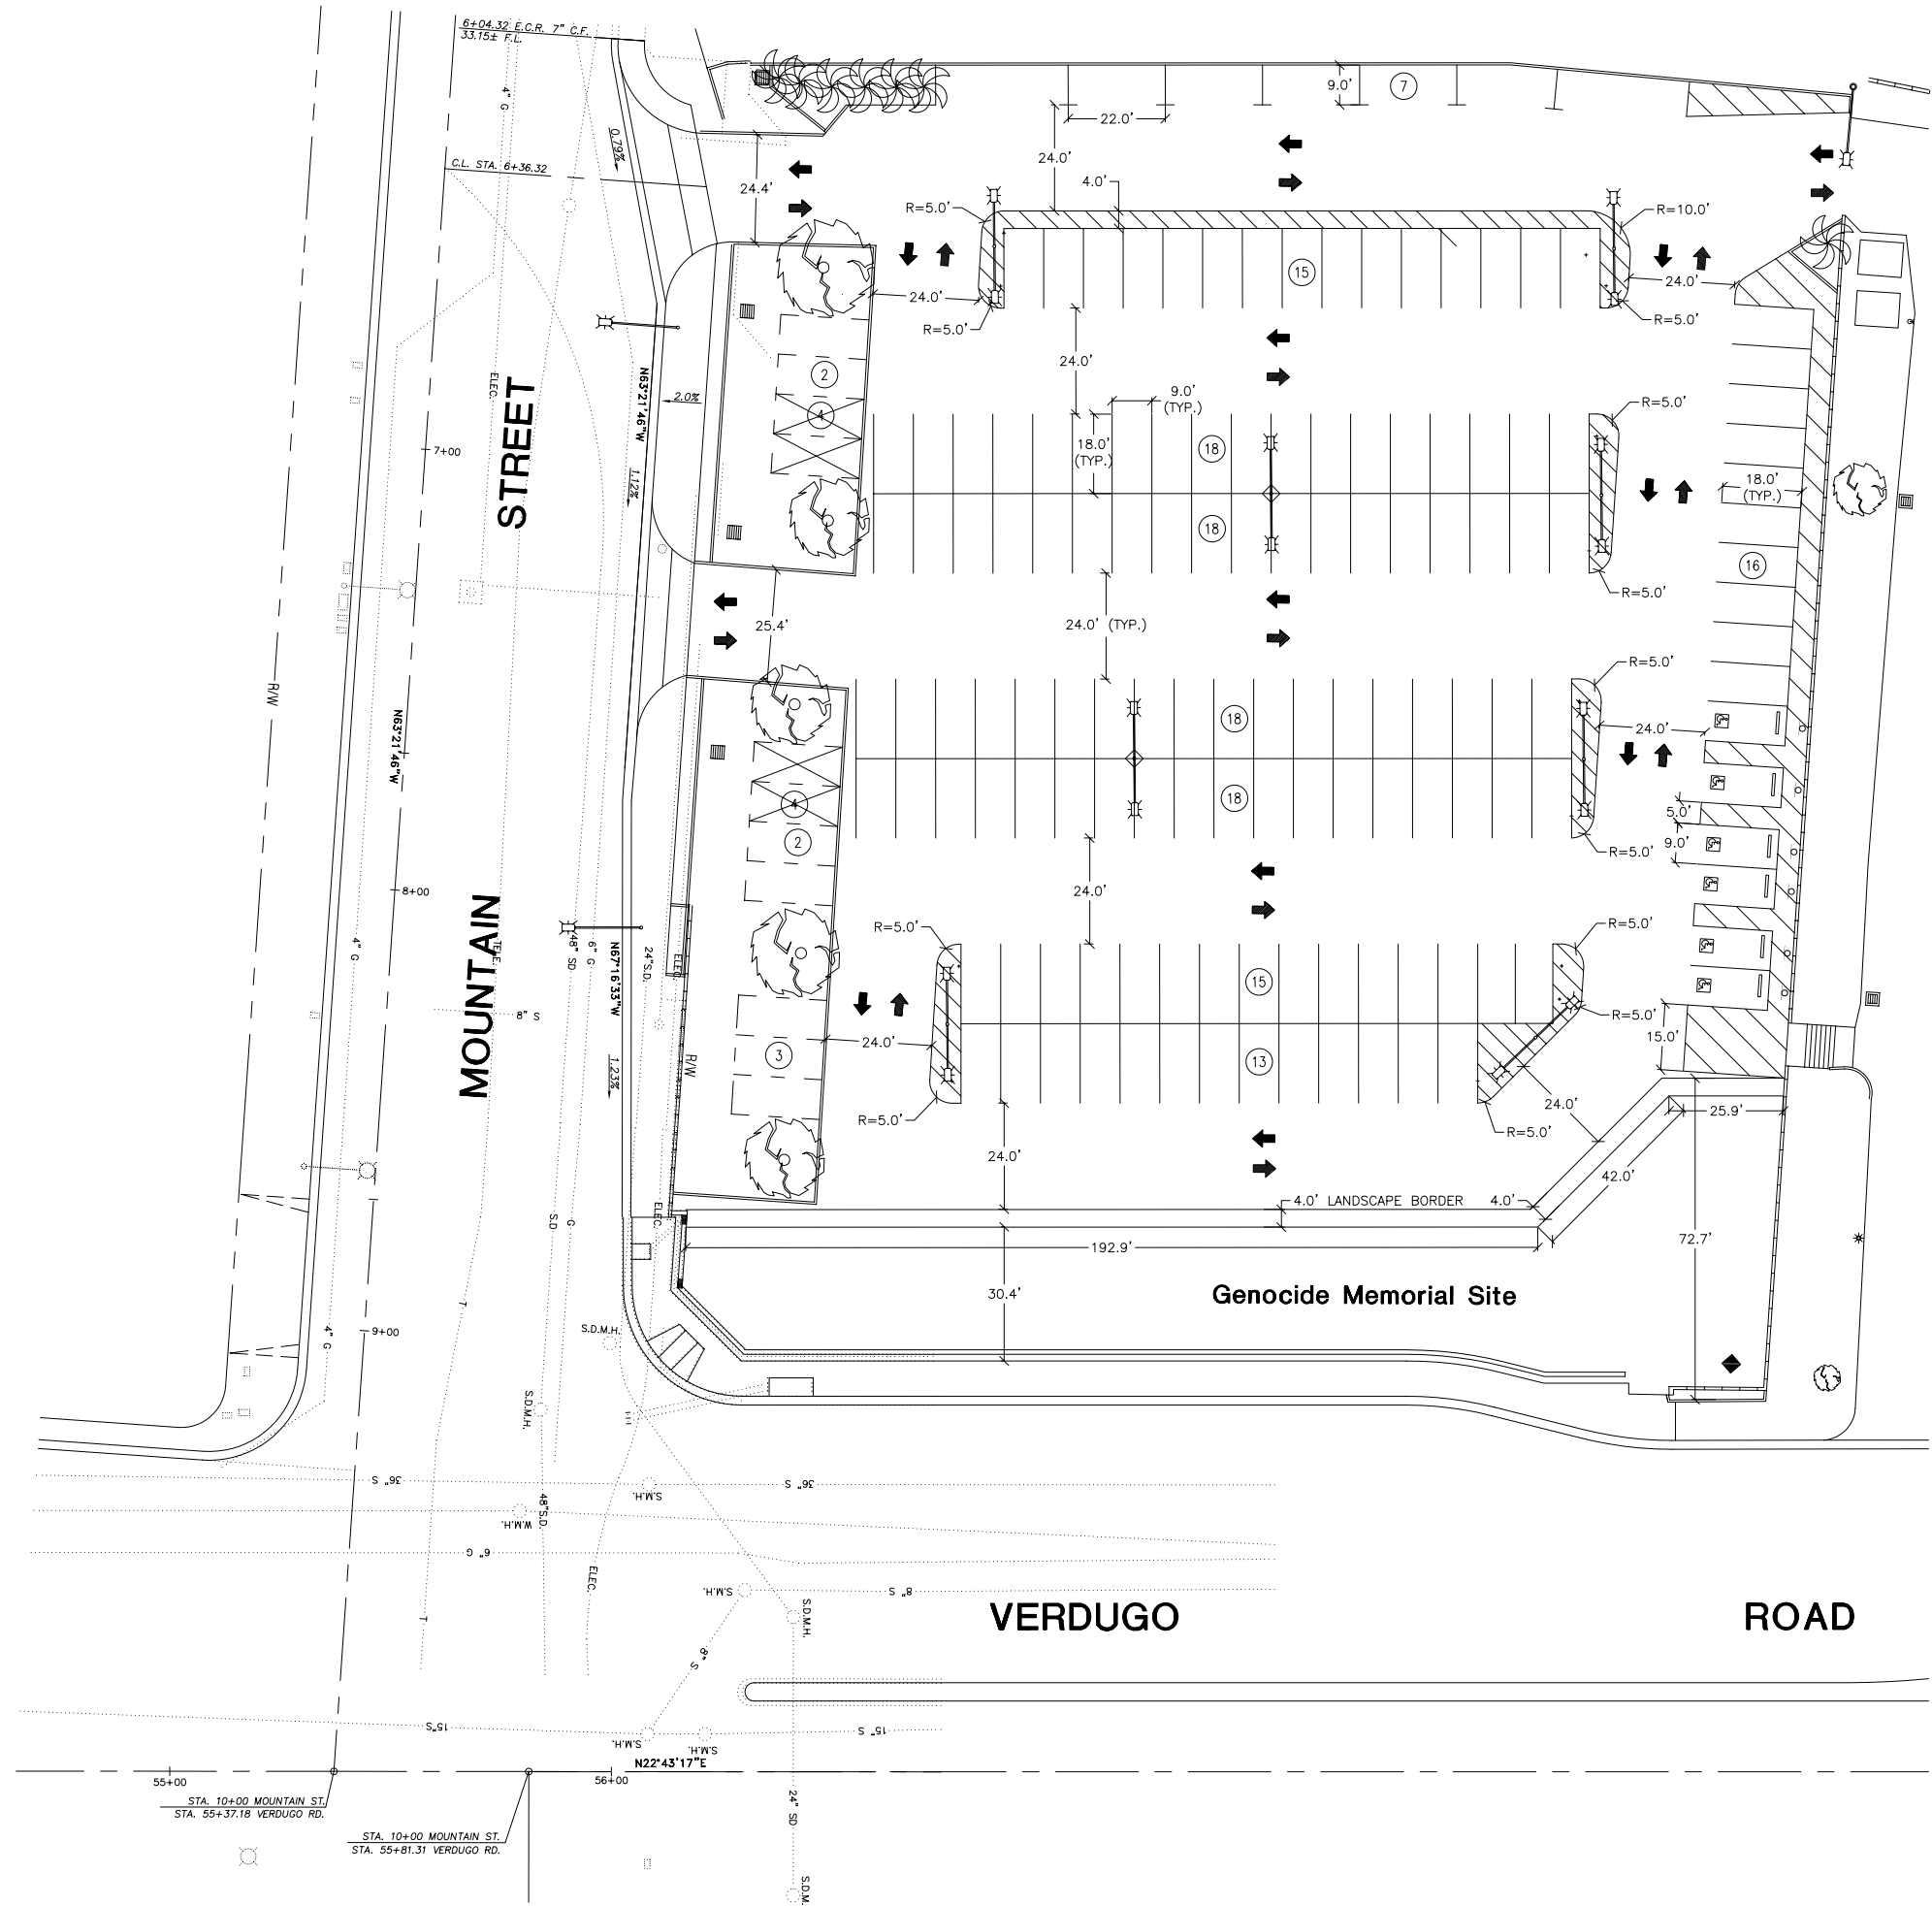 6+04.32 E.C.R. 7" C.F.
33.15± F.L.
4" G
0.79%
C.L. STA. 6+36.32
24.4'
9.0'
7
22.0'
24.0'
4.0'
R=5.0'
R=10.0'
15
24.0'
24.0'
R=5.0'
R=5.0'
24.0'
ELEC.
STREET
N63°21'46"W
2.0%
2
4
9.0'
(TYP.)
R=5.0'
7+00
18.0'
(TYP.)
18
1.12%
18.0'
(TYP.)
18
16
R=5.0'
25.4'
24.0' (TYP.)
R/W
N63°21'46"W
R=5.0'
18
24.0'
4
18
5.0'
2
R=5.0'
9.0'
8+00
24.0'
MOUNTAIN
TELE.
4" G
48" SD
6" G
N67°16'33"W
24"S.D.
ELEC.
R=5.0'
R=5.0'
15
8" S
R=5.0'
15.0'
24.0'
3
13
R/W
1.23%
24.0'
25.9'
R=5.0'
R=5.0'
24.0'
42.0'
4.0' LANDSCAPE BORDER
4.0'
S.D
G
ELEC.
192.9'
72.7'
30.4'
Genocide Memorial Site
T
4" G
9+00
S.D.M.H.
S.D.M.H.
36" S
36" S
S.M.H.
48"S.D.
W.M.H.
6" G
ELEC.
S.M.H.
8" S
S.D.M.H.
T
VERDUGO
ROAD
8" S
15"S
15" S
S.M.H.
S.M.H.
N22°43'17"E
55+00
56+00
STA. 10+00 MOUNTAIN ST.
STA. 55+37.18 VERDUGO RD.
24" SD
STA. 10+00 MOUNTAIN ST.
STA. 55+81.31 VERDUGO RD.
S.D.M.